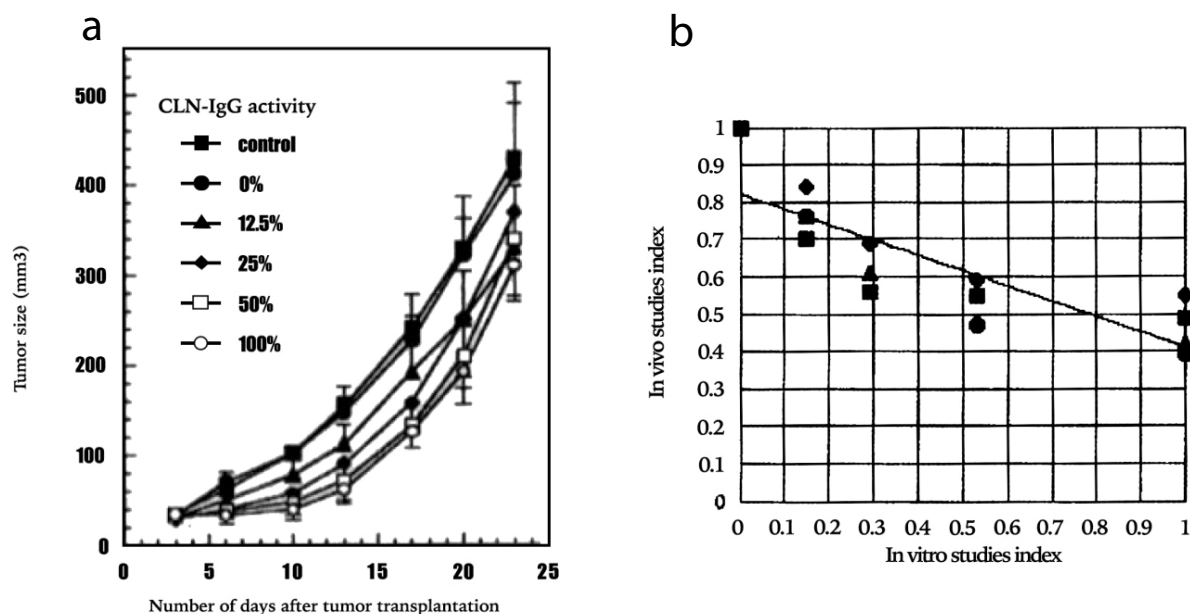 a
CLN-IgG activity
control
0%
12.5%
25%
50%
100%
500
400
300
200
100
0
0 5 10 15 20 25
Tumor size (mm3)
Number of days after tumor transplantation
b
1
0.9
0.8
0.7
0.6
0.5
0.4
0.3
0.2
0.1
0
0 0.1 0.2 0.3 0.4 0.5 0.6 0.7 0.8 0.9 1
In vivo studies index
In vitro studies index